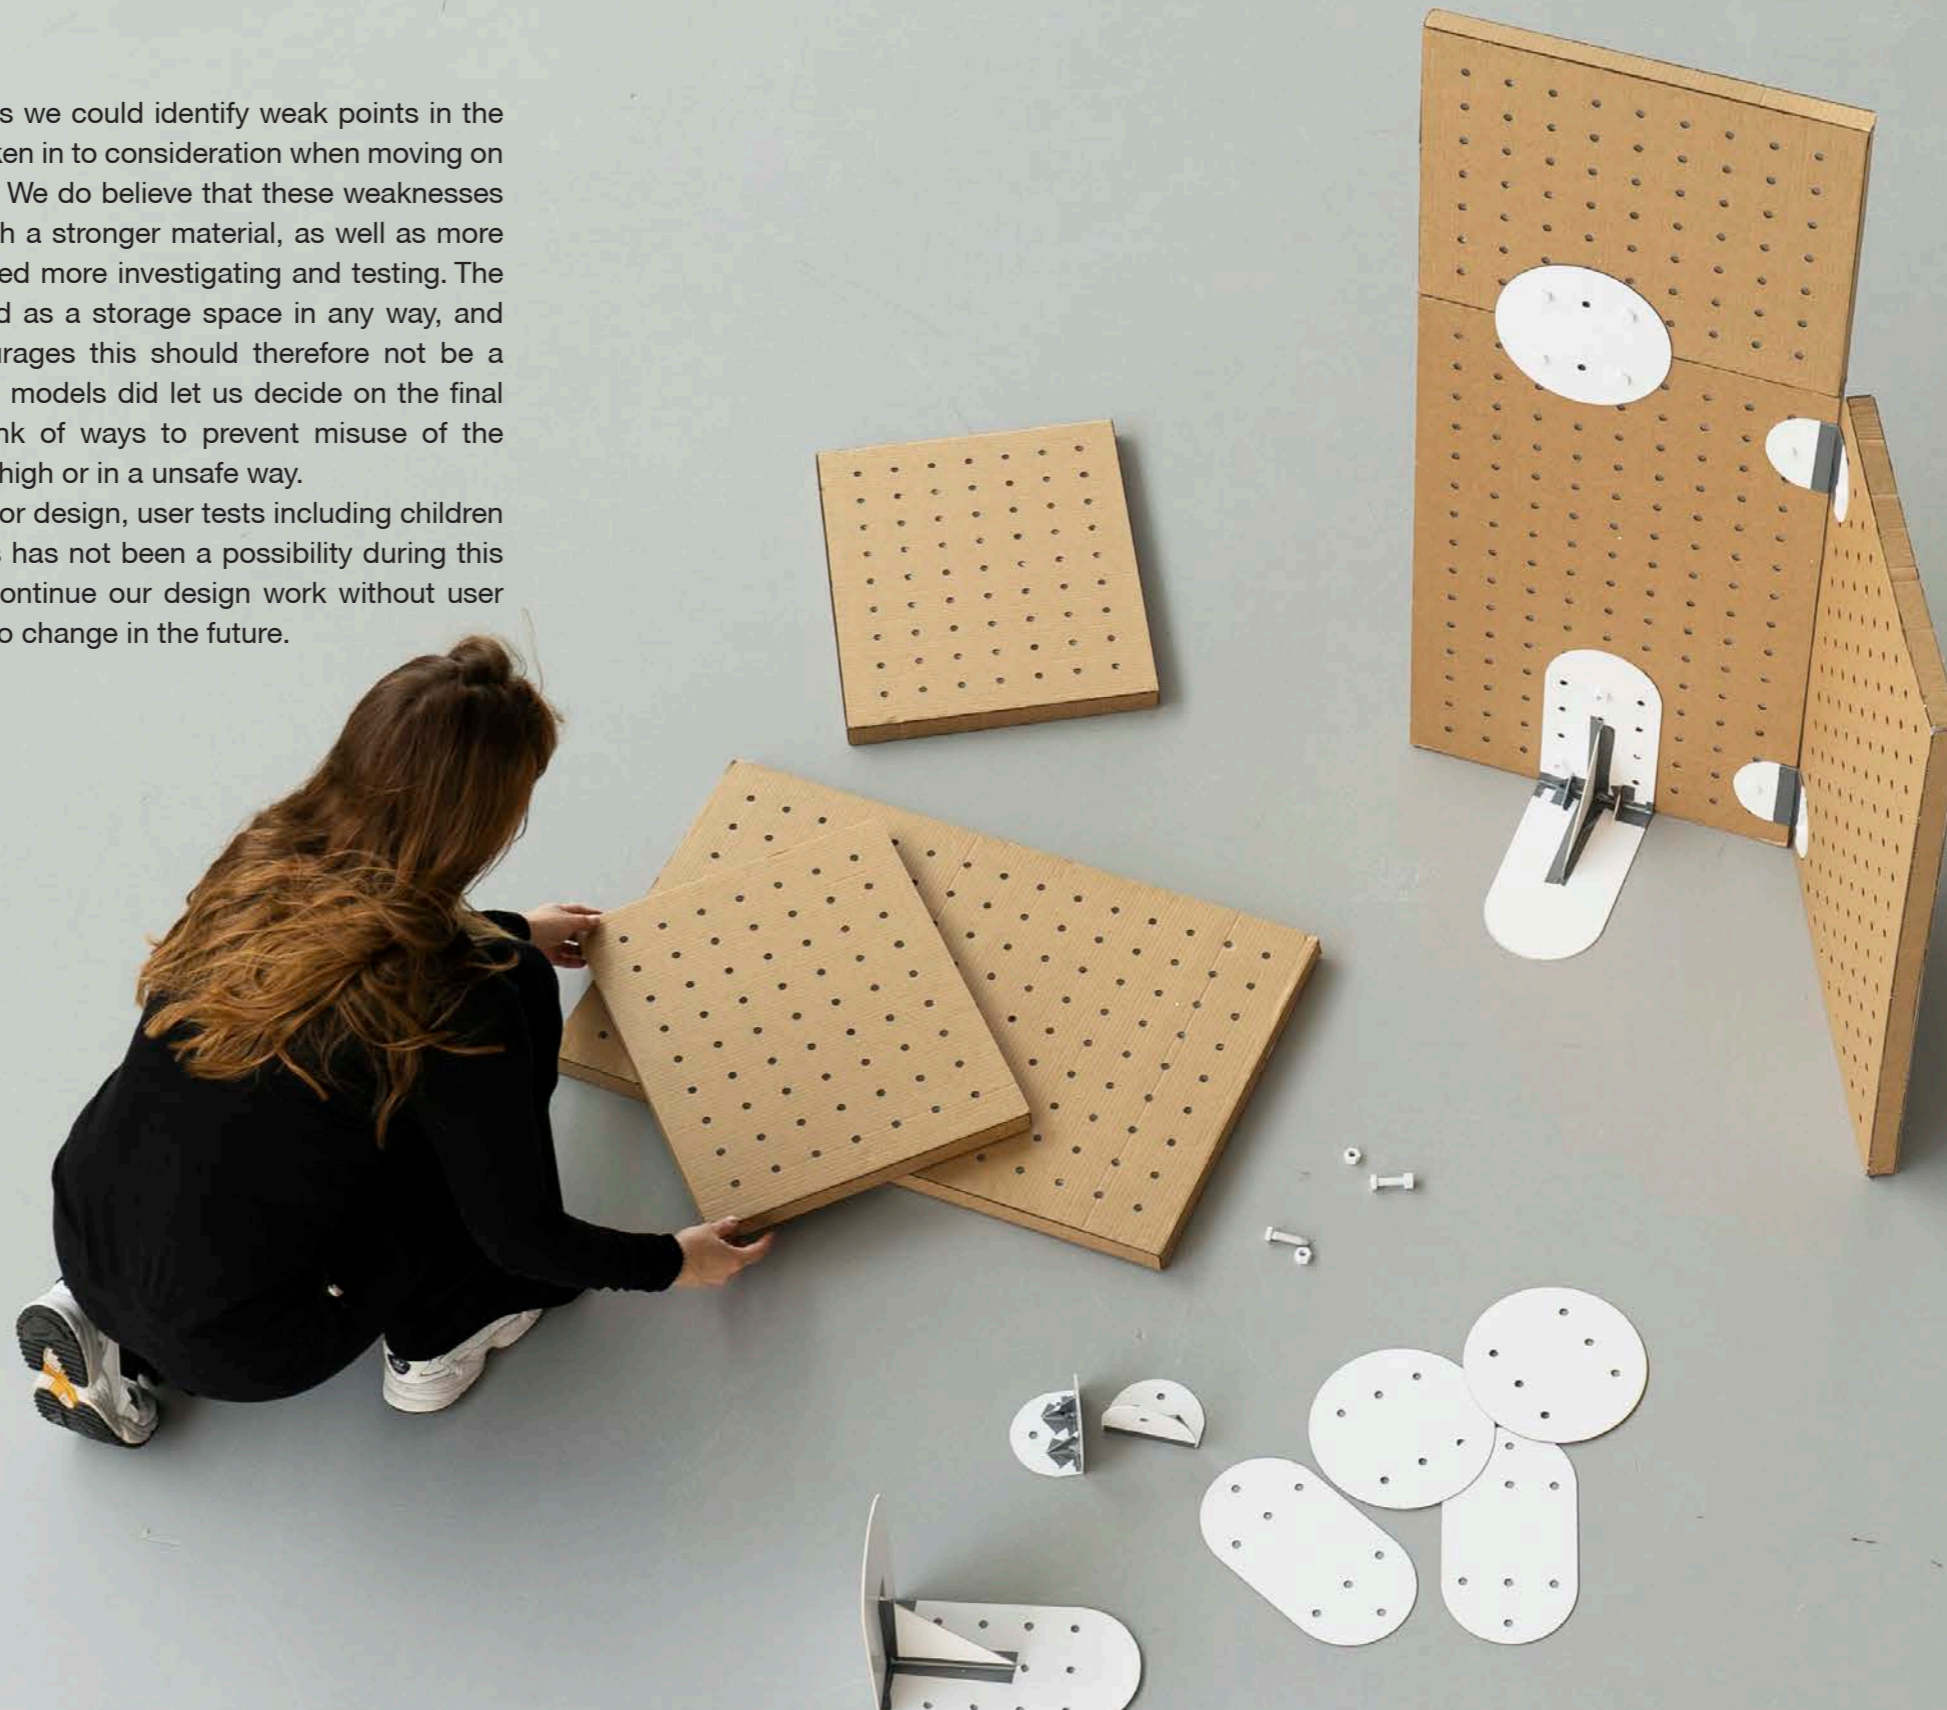 s we could identify weak points in the
ken in to consideration when moving on
We do believe that these weaknesses
h a stronger material, as well as more
ed more investigating and testing. The
d as a storage space in any way, and
urages this should therefore not be a
models did let us decide on the final
nk of ways to prevent misuse of the
high or in a unsafe way.
or design, user tests including children
s has not been a possibility during this
ontinue our design work without user
o change in the future.